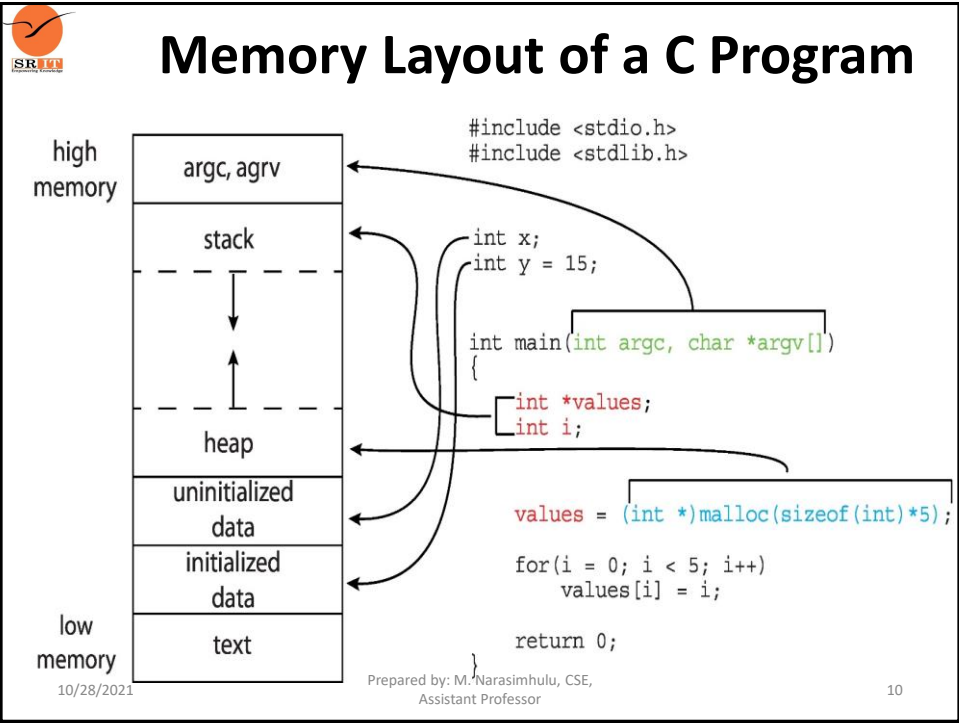 SRIT
Empowering Knowledge
Memory Layout of a C Program
high
memory
argc, agrv
stack
heap
uninitialized
data
initialized
data
text
low
memory
#include <stdio.h>
#include <stdlib.h>
int x;
int y = 15;
int main(int argc, char *argv[])
{
int *values;
int i;
values = (int *)malloc(sizeof(int)*5);
for(i = 0; i < 5; i++)
values[i] = i;
return 0;
}
10/28/2021
Prepared by: M. Narasimhulu, CSE,
Assistant Professor
10